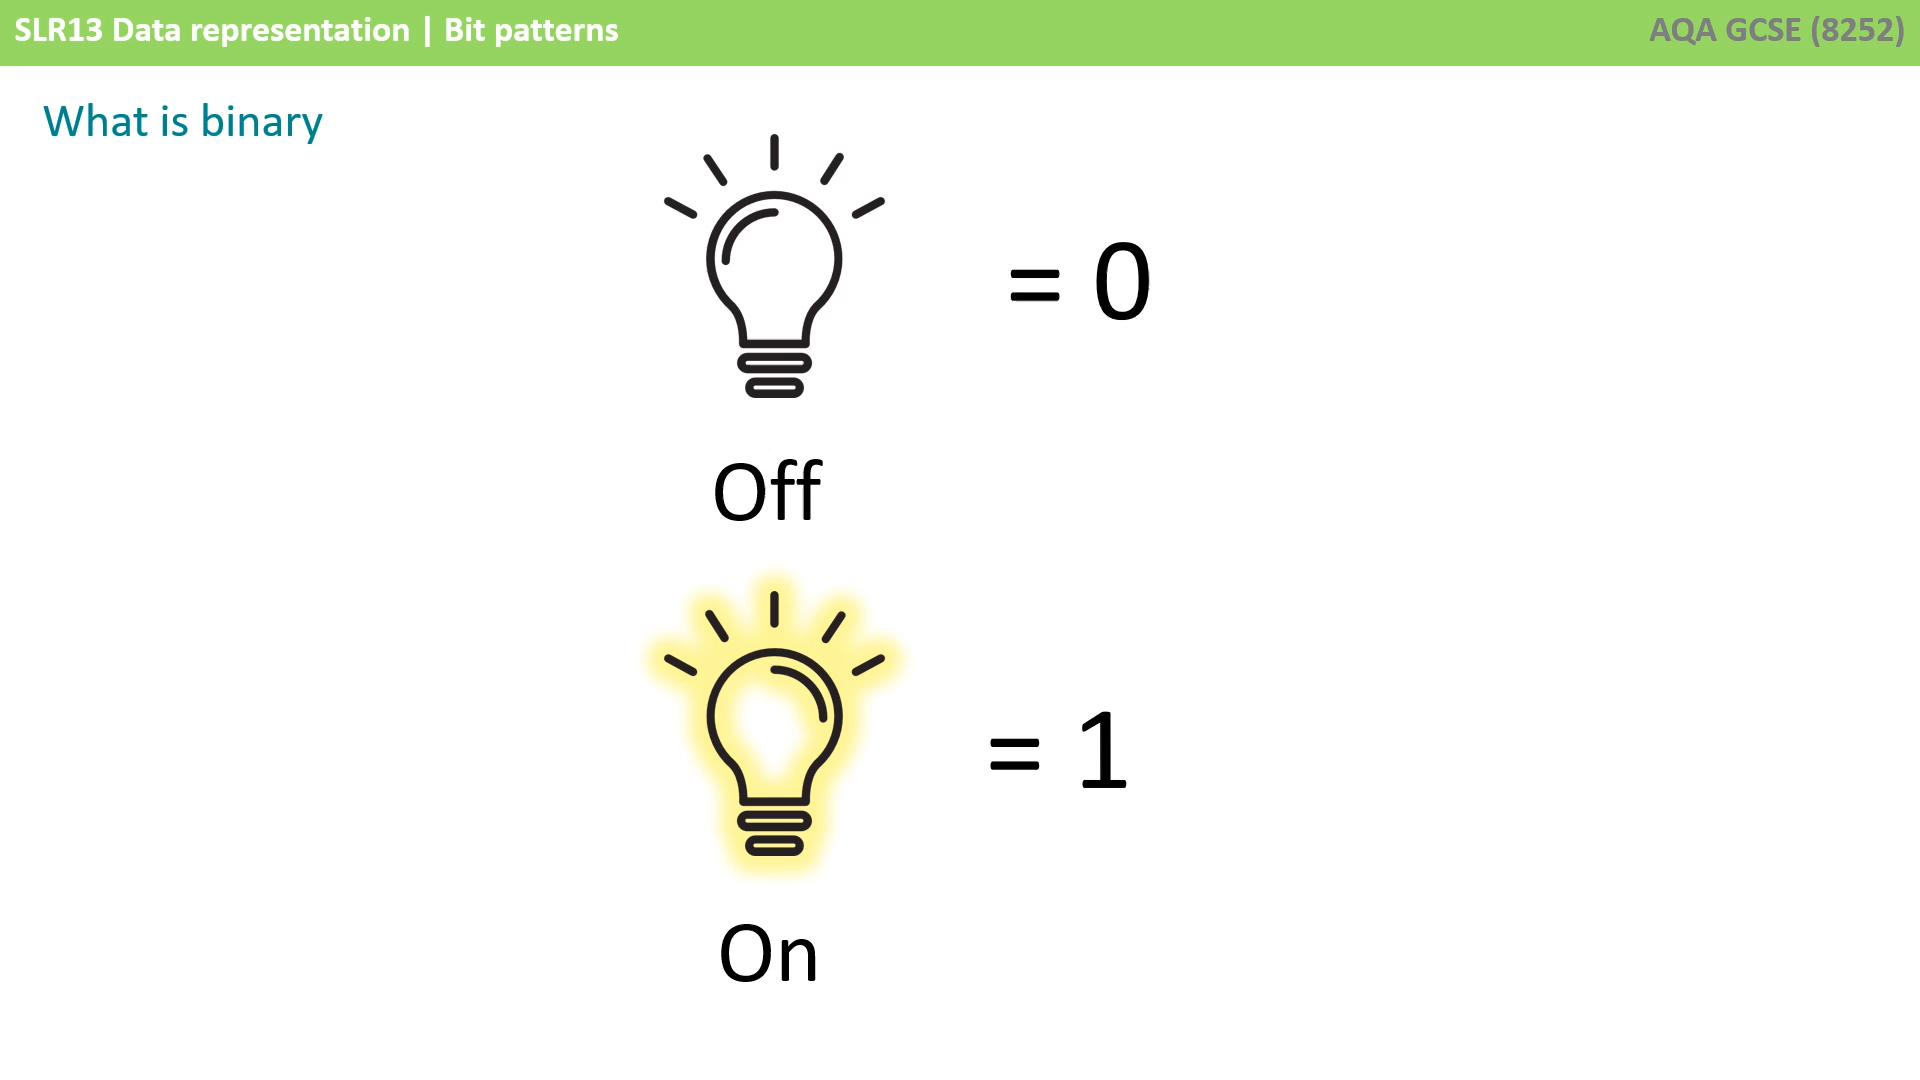 SLR13 Data representation | Bit patterns
AQA GCSE (8252)
What is binary
= 0
Off
= 1
On